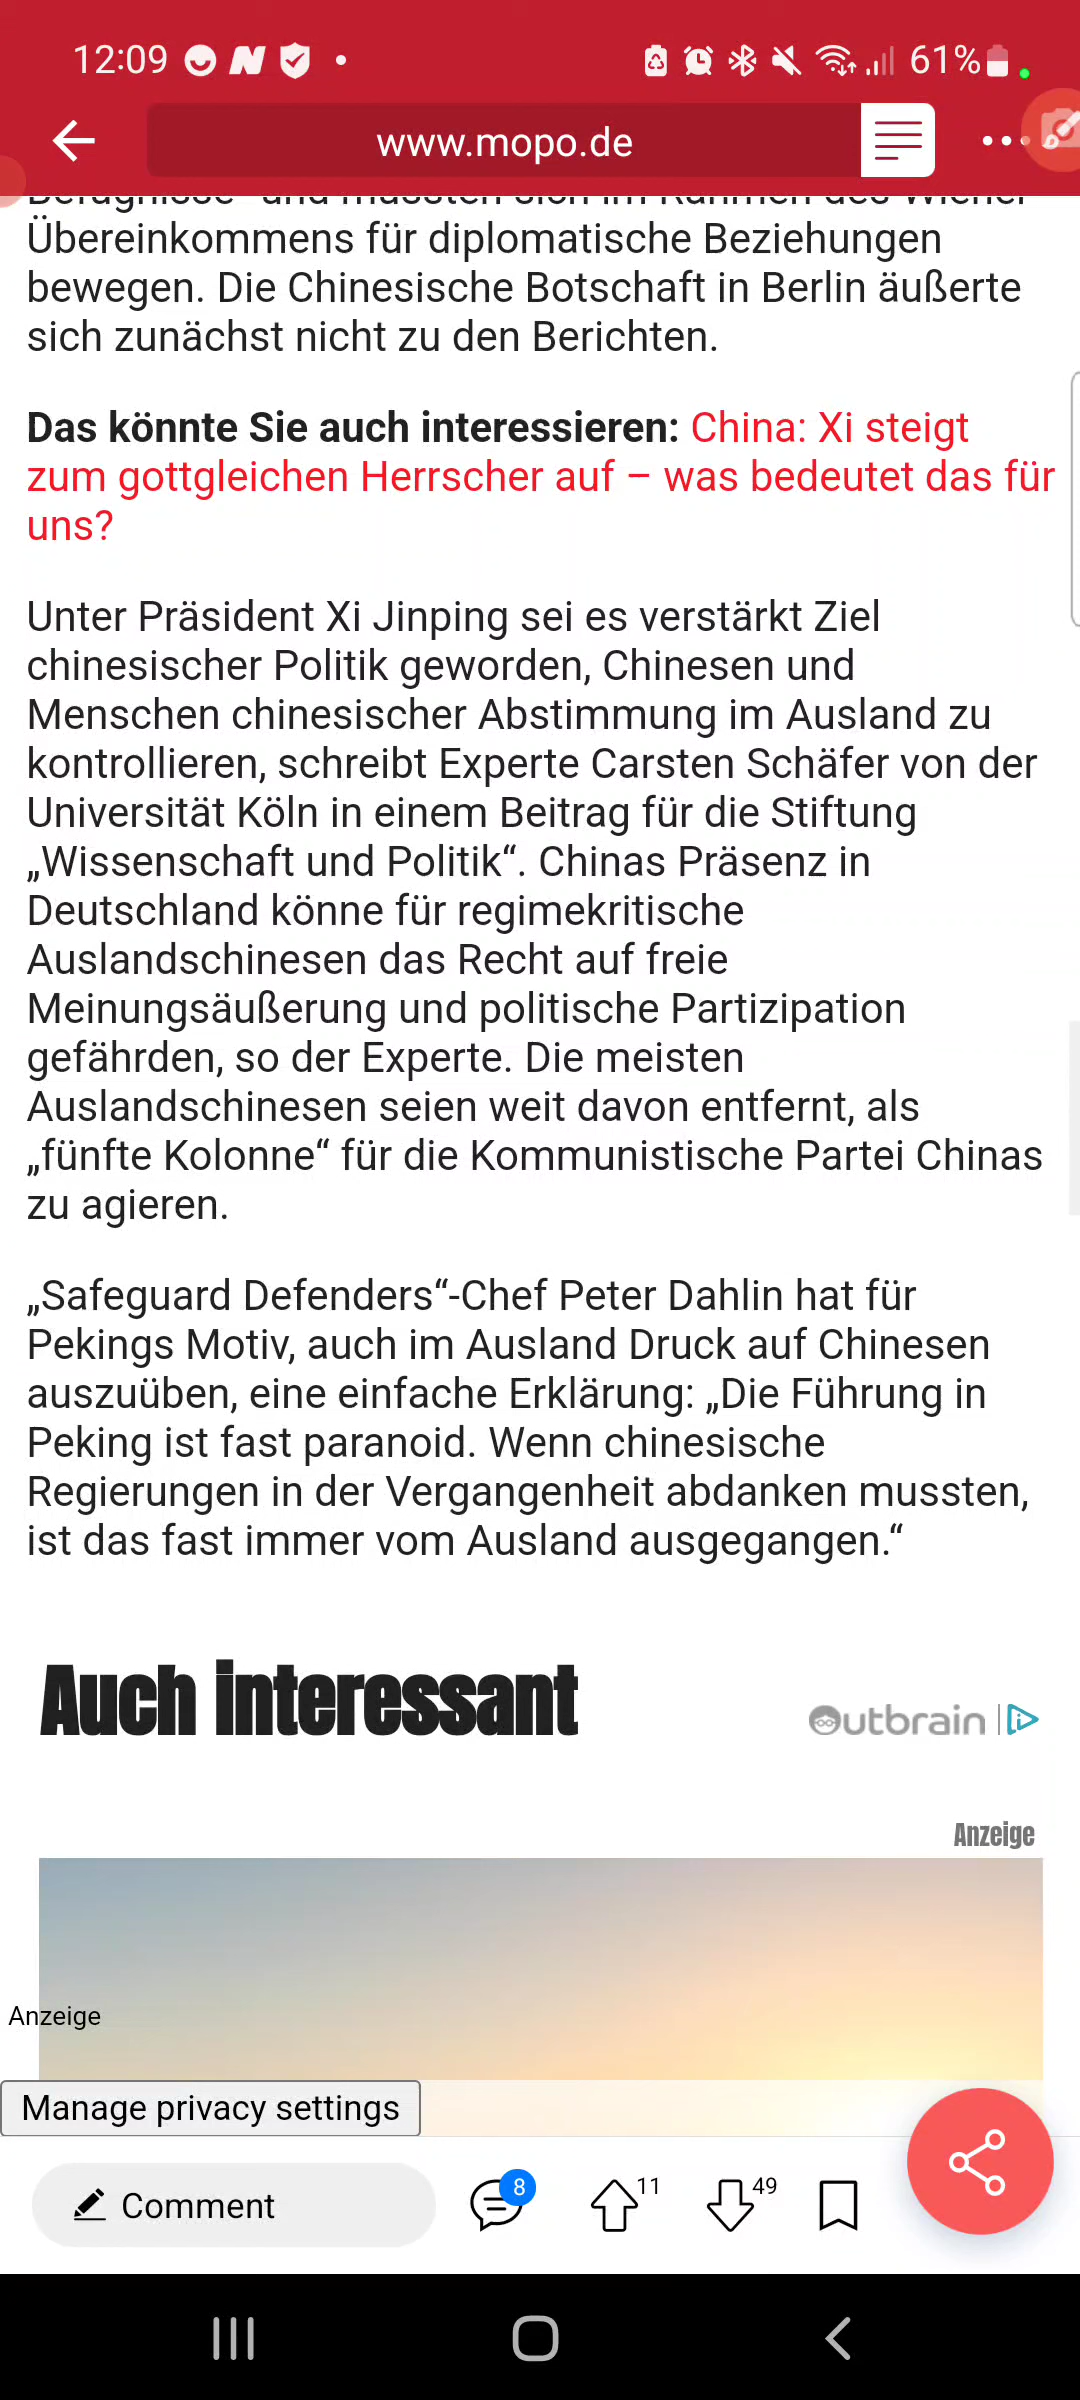 12:09
61%
www.mopo.de
Befugnisse" und müssten sich im Rahmen des Wiener
Übereinkommens für diplomatische Beziehungen
bewegen. Die Chinesische Botschaft in Berlin äußerte
sich zunächst nicht zu den Berichten.
Das könnte Sie auch interessieren: China: Xi steigt
zum gottgleichen Herrscher auf – was bedeutet das für
uns?
Unter Präsident Xi Jinping sei es verstärkt Ziel
chinesischer Politik geworden, Chinesen und
Menschen chinesischer Abstimmung im Ausland zu
kontrollieren, schreibt Experte Carsten Schäfer von der
Universität Köln in einem Beitrag für die Stiftung
„Wissenschaft und Politik“. Chinas Präsenz in
Deutschland könne für regimekritische
Auslandschinesen das Recht auf freie
Meinungsäußerung und politische Partizipation
gefährden, so der Experte. Die meisten
Auslandschinesen seien weit davon entfernt, als
„fünfte Kolonne“ für die Kommunistische Partei Chinas
zu agieren.
„Safeguard Defenders“-Chef Peter Dahlin hat für
Pekings Motiv, auch im Ausland Druck auf Chinesen
auszuüben, eine einfache Erklärung: „Die Führung in
Peking ist fast paranoid. Wenn chinesische
Regierungen in der Vergangenheit abdanken mussten,
ist das fast immer vom Ausland ausgegangen.“
Auch interessant
Outbrain
Anzeige
Anzeige
Manage privacy settings
Comment
8
11
49